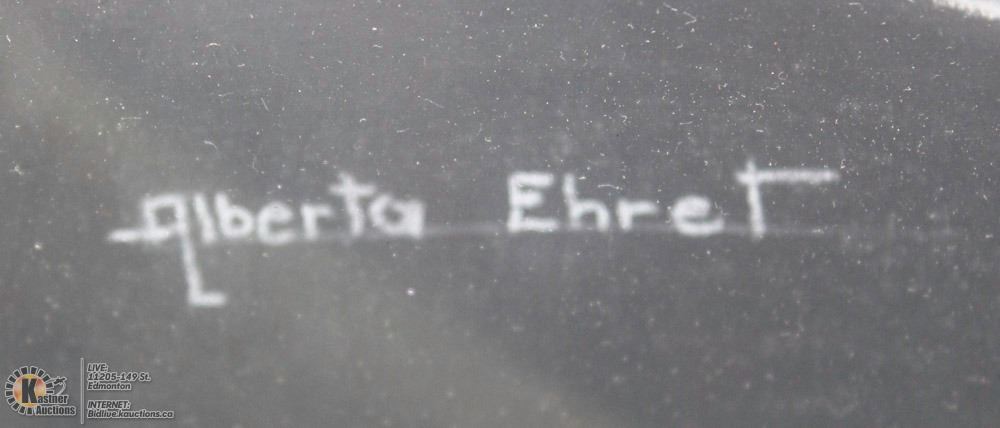 Alberta Ehret
Kastner
Auctions
LIVE:
11205-149 St.
Edmonton
INTERNET:
Bidlive.kauctions.ca